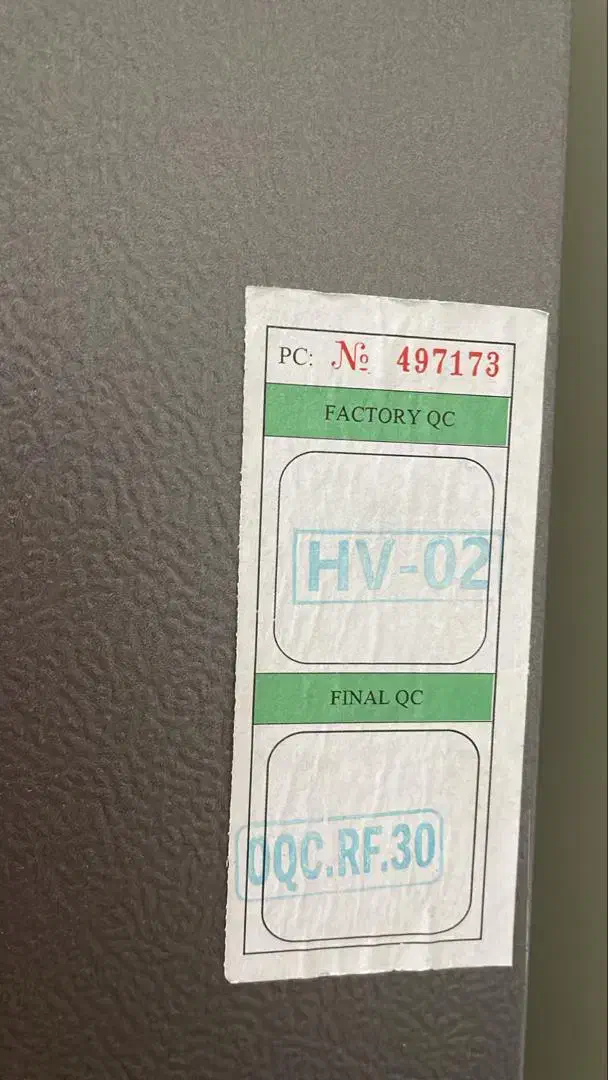 PC: № 497173
FACTORY QC
HV-02
FINAL QC
OQC.RF.30